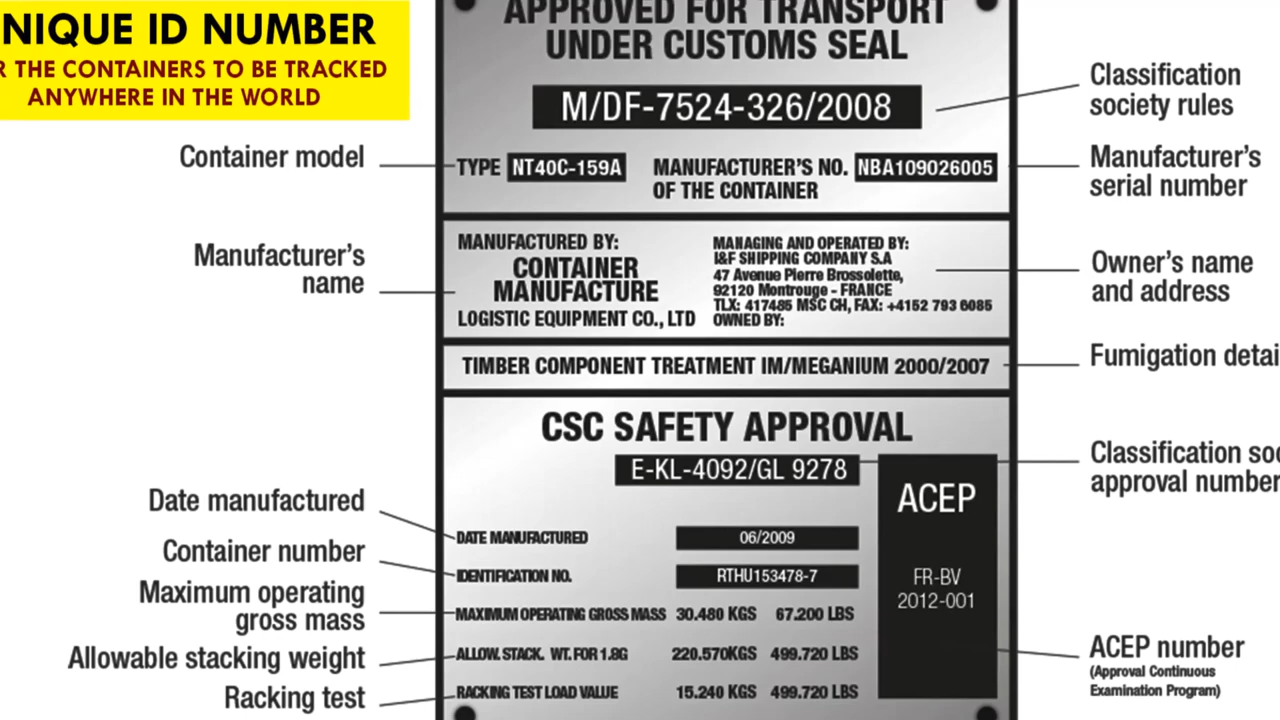 NIQUE ID NUMBER
R THE CONTAINERS TO BE TRACKED
ANYWHERE IN THE WORLD
APPROVED FOR TRANSPORT
UNDER CUSTOMS SEAL
M/DF-7524-326/2008
Classification
society rules
Container model
TYPE NT40C-159A
MANUFACTURER'S NO. NBA109026005
OF THE CONTAINER
Manufacturer's
serial number
Manufacturer's
name
MANUFACTURED BY:
CONTAINER
MANUFACTURE
LOGISTIC EQUIPMENT CO., LTD
MANAGING AND OPERATED BY:
I&F SHIPPING COMPANY S.A
47 Avenue Pierre Brossolette,
92120 Montrouge - FRANCE
TLX: 417485 MSC CH, FAX: +4152 793 6085
OWNED BY:
Owner's name
and address
TIMBER COMPONENT TREATMENT IM/MEGANIUM 2000/2007
Fumigation detai
CSC SAFETY APPROVAL
E-KL-4092/GL 9278
Classification soc
approval number
ACEP
FR-BV
2012-001
ACEP number
(Approval Continuous
Examination Program)
Date manufactured
DATE MANUFACTURED 06/2009
Container number
IDENTIFICATION NO. RTHU153478-7
Maximum operating
gross mass
MAXIMUM OPERATING GROSS MASS 30.480 KGS 67.200 LBS
Allowable stacking weight
ALLOW. STACK. WT. FOR 1.8G 220.570KGS 499.720 LBS
Racking test
RACKING TEST LOAD VALUE 15.240 KGS 499.720 LBS